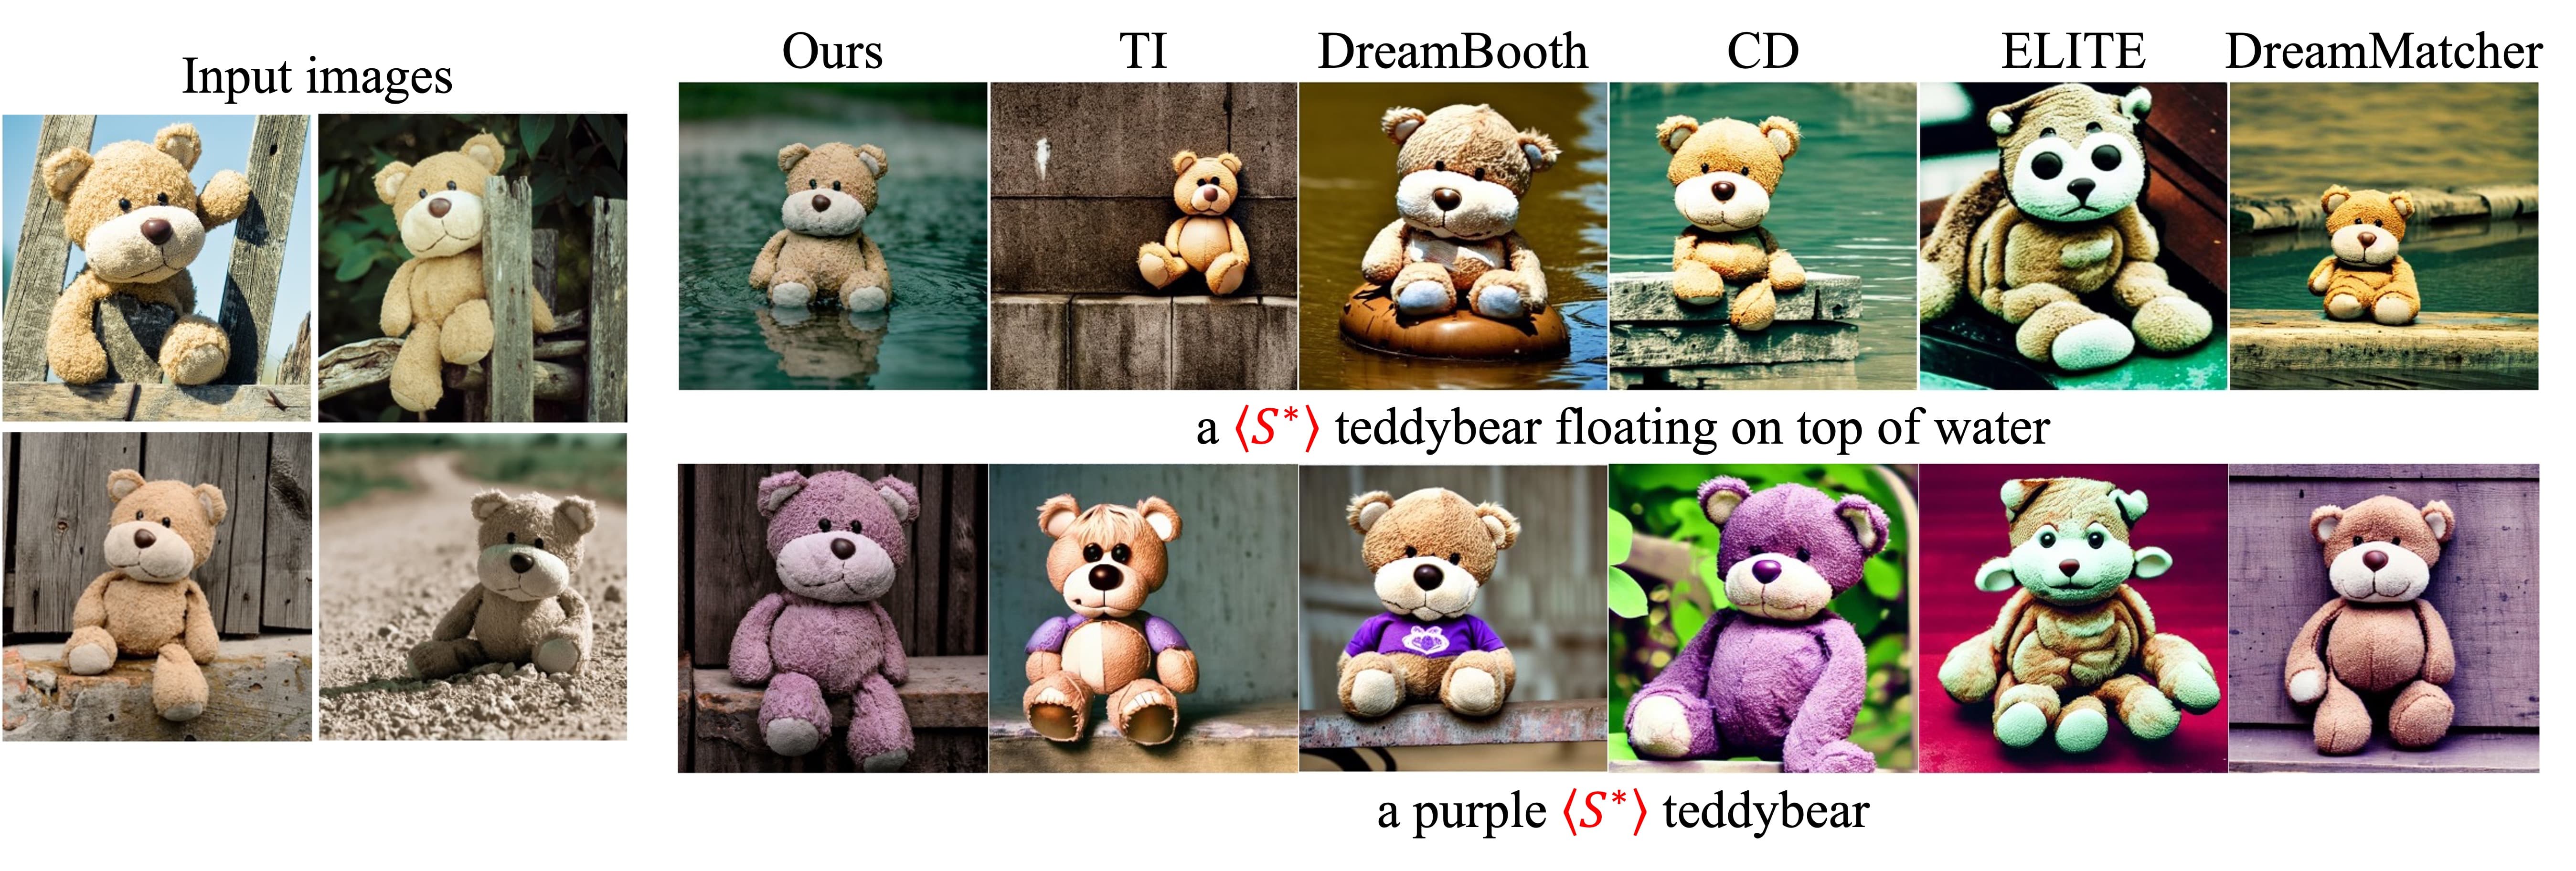 Input images
Ours TI DreamBooth CD ELITE DreamMatcher
a ⟨S*⟩ teddybear floating on top of water
a purple ⟨S*⟩ teddybear